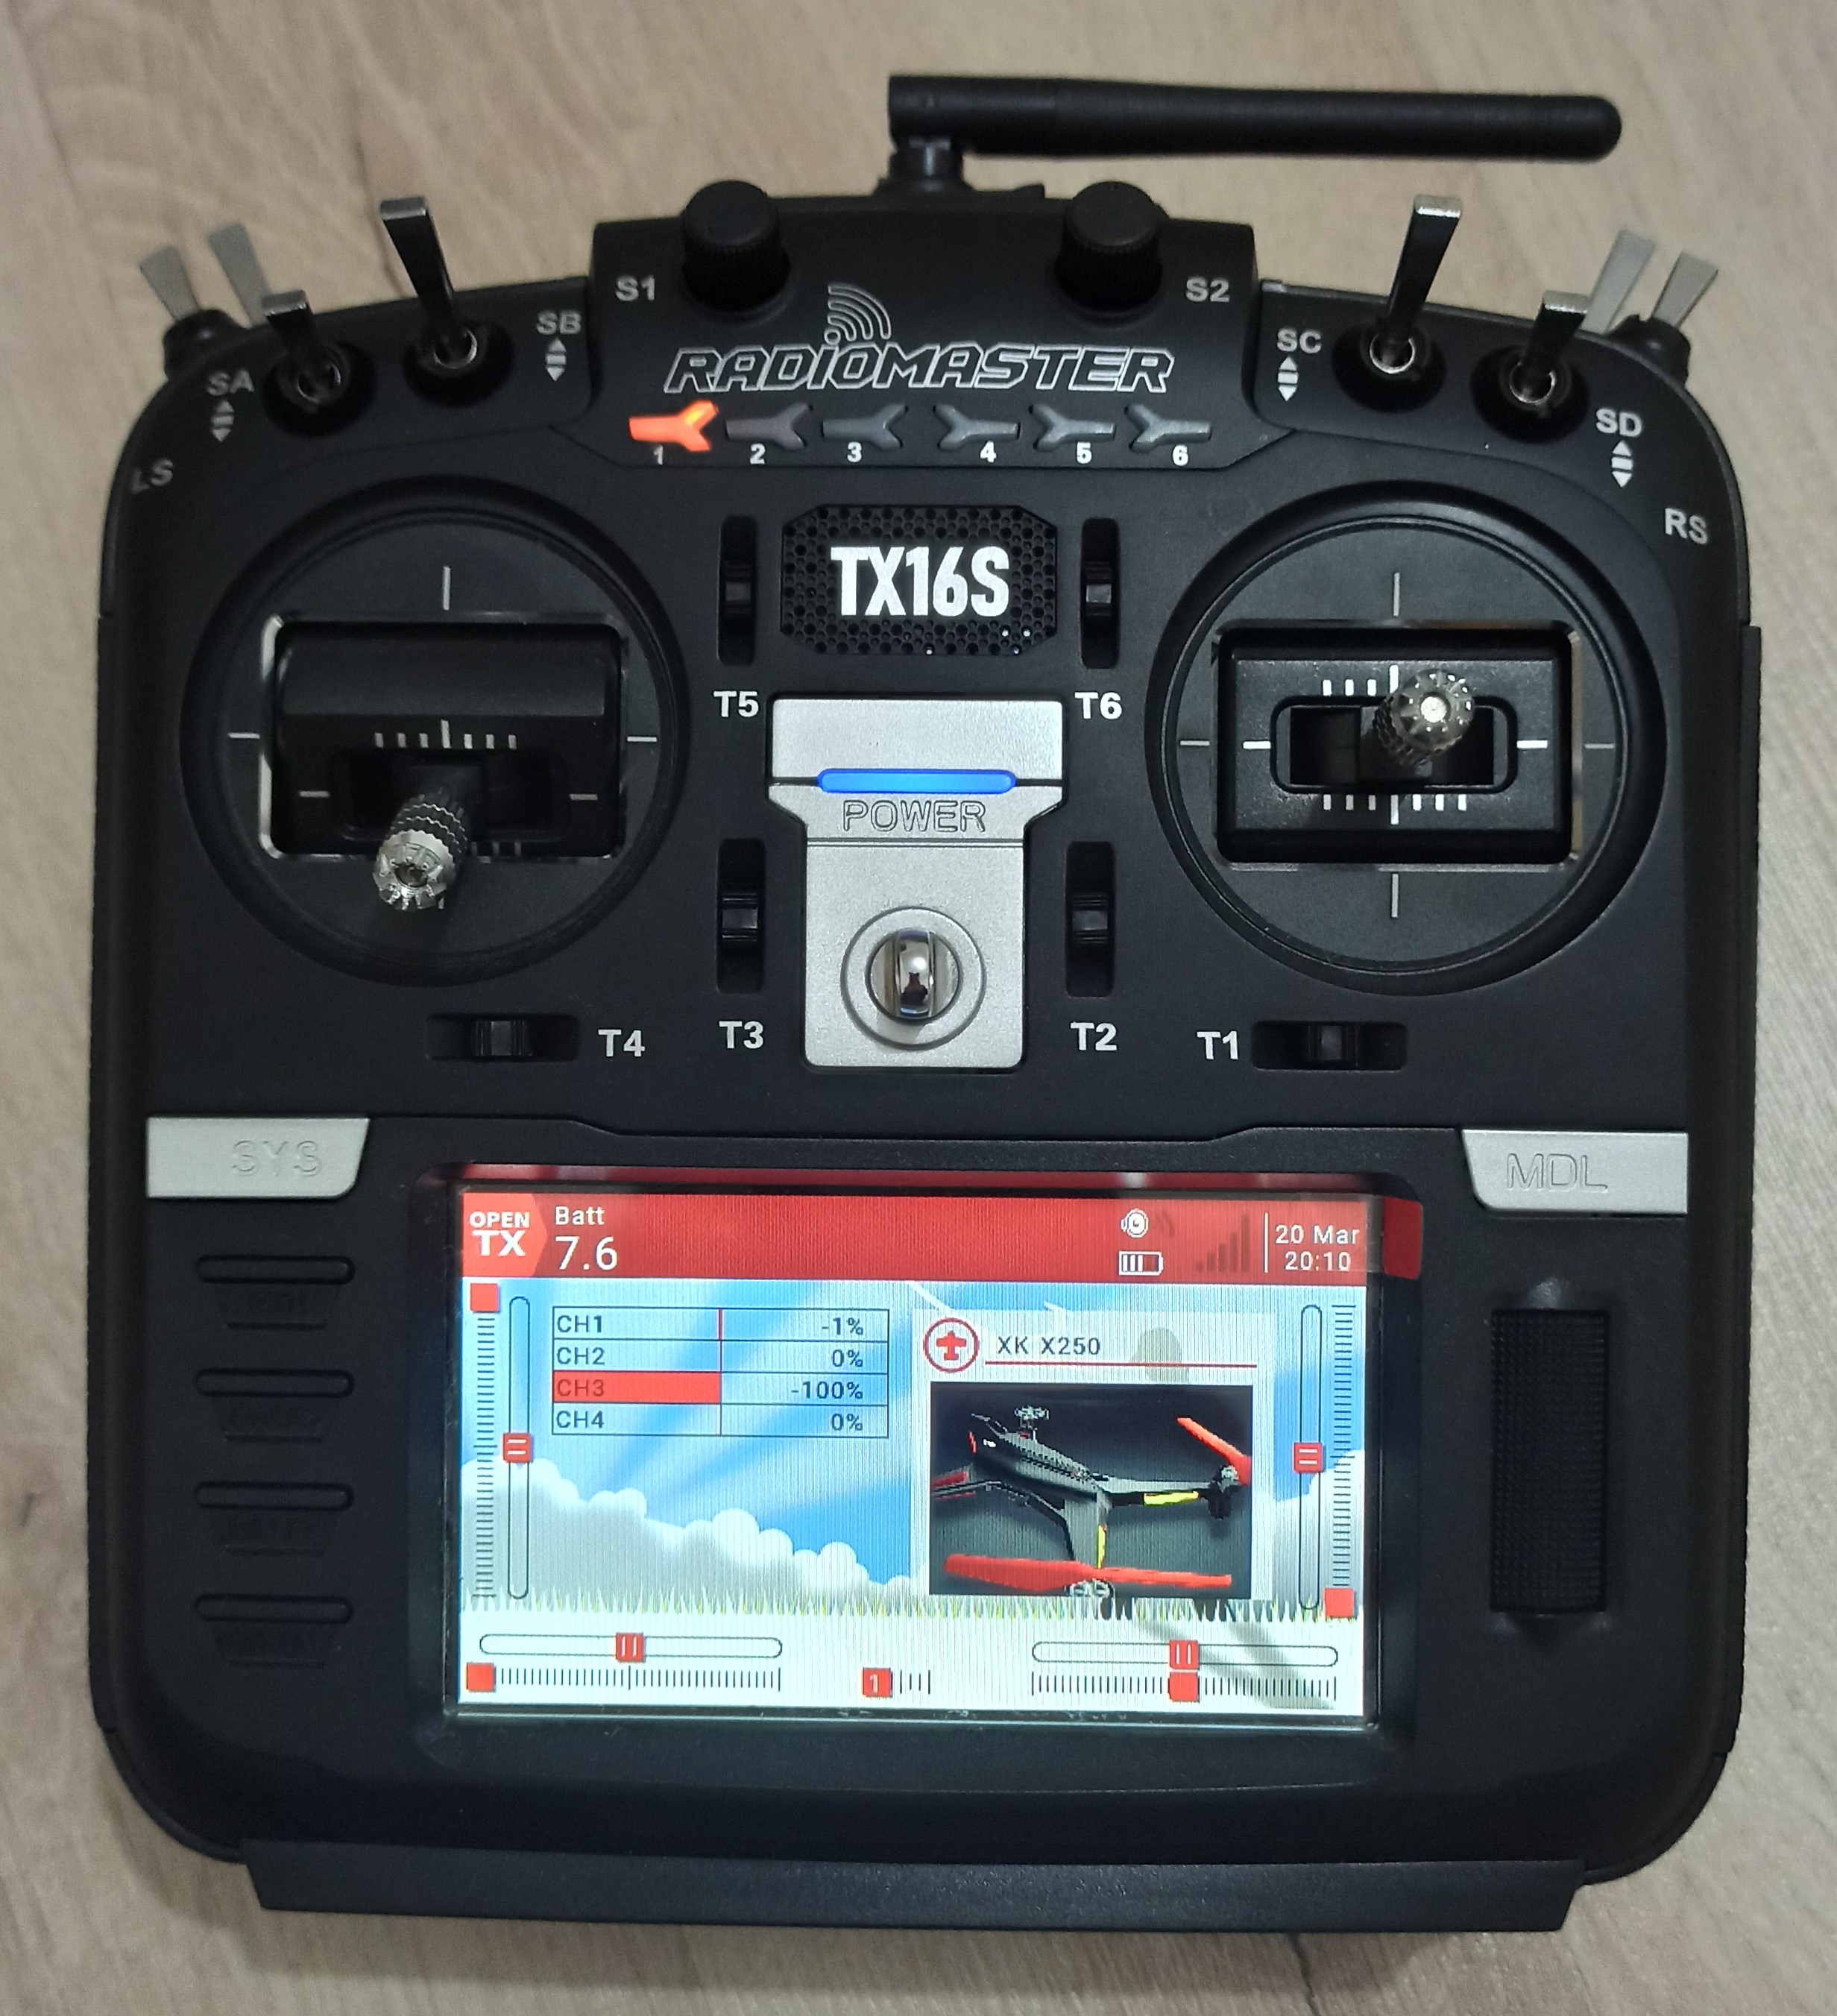 S1
S2
SB
SC
SA
SD
RADIOMASTER
1 2 3 4 5 6
LS
RS
TX16S
T5
T6
POWER
T4
T3
T2
T1
SYS
MDL
OPEN
TX
Batt
7.6
20 Mar
20:10
CH1 -1%
CH2 0%
CH3 -100%
CH4 0%
XK X250
1